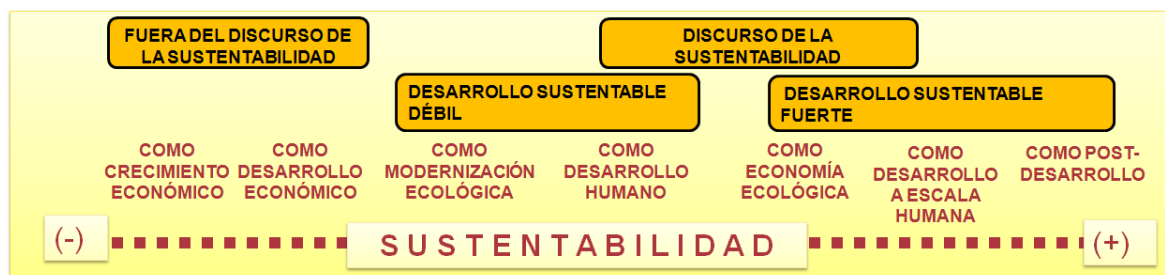 FUERA DEL DISCURSO DE
LA SUSTENTABILIDAD
DISCURSO DE LA
SUSTENTABILIDAD
DESARROLLO SUSTENTABLE
DÉBIL
DESARROLLO SUSTENTABLE
FUERTE
COMO
CRECIMIENTO
ECONÓMICO
COMO
DESARROLLO
ECONÓMICO
COMO
MODERNIZACIÓN
ECOLÓGICA
COMO
DESARROLLO
HUMANO
COMO
ECONOMÍA
ECOLÓGICA
COMO
DESARROLLO
A ESCALA
HUMANA
COMO POST-
DESARROLLO
(-)
SUSTENTABILIDAD
(+)